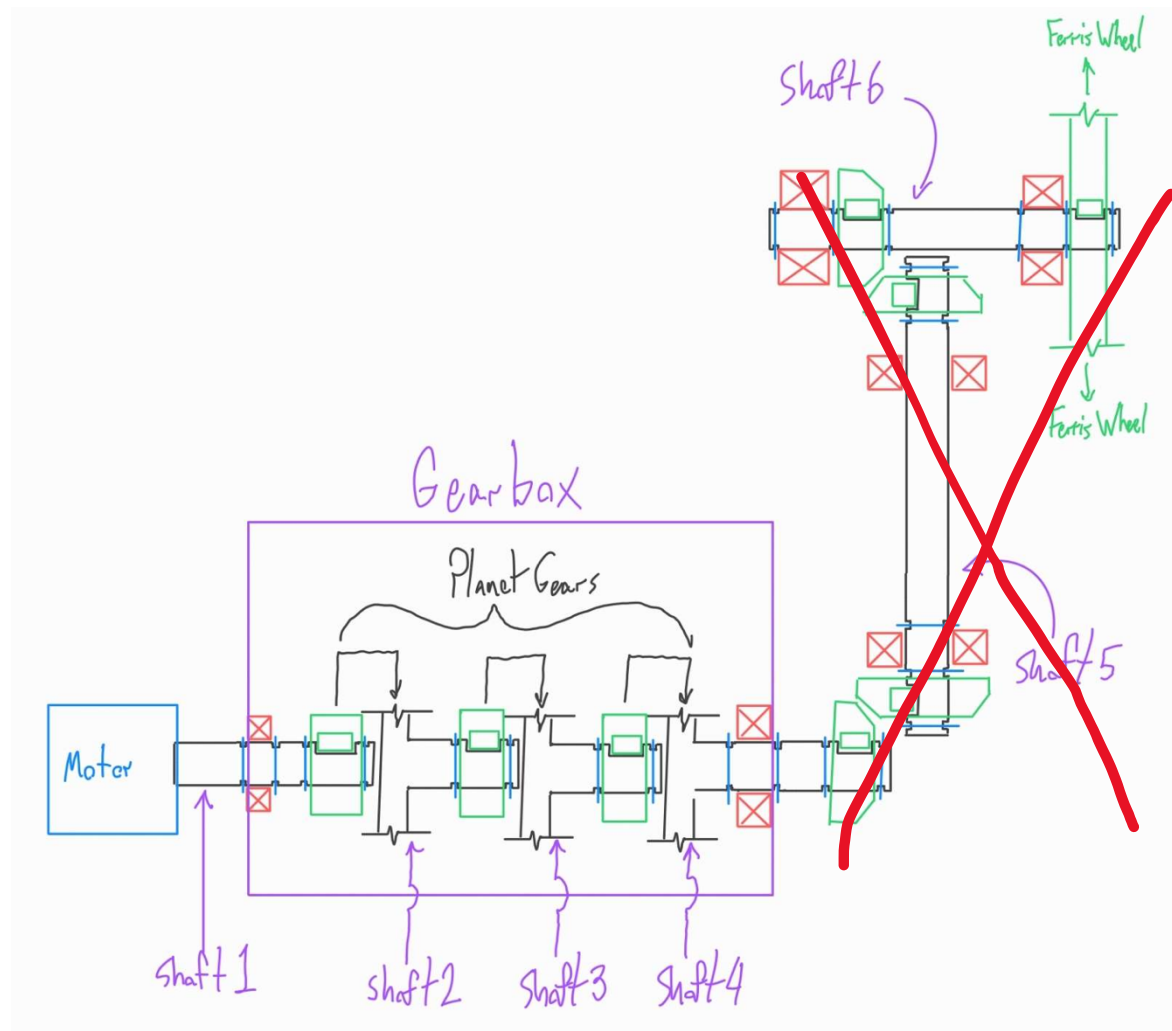 Ferris Wheel
Shaft 6
Ferris Wheel
Gearbox
Planet Gears
Shaft 5
Motor
Shaft 1
Shaft 2
Shaft 3
Shaft 4